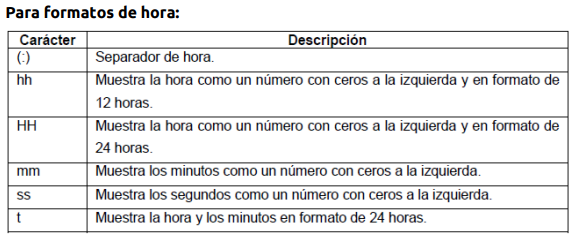 Para formatos de hora:
Carácter Descripción
(:) Separador de hora.
hh Muestra la hora como un número con ceros a la izquierda y en formato de
12 horas.
HH Muestra la hora como un número con ceros a la izquierda y en formato de
24 horas.
mm Muestra los minutos como un número con ceros a la izquierda.
ss Muestra los segundos como un número con ceros a la izquierda.
t Muestra la hora y los minutos en formato de 24 horas.